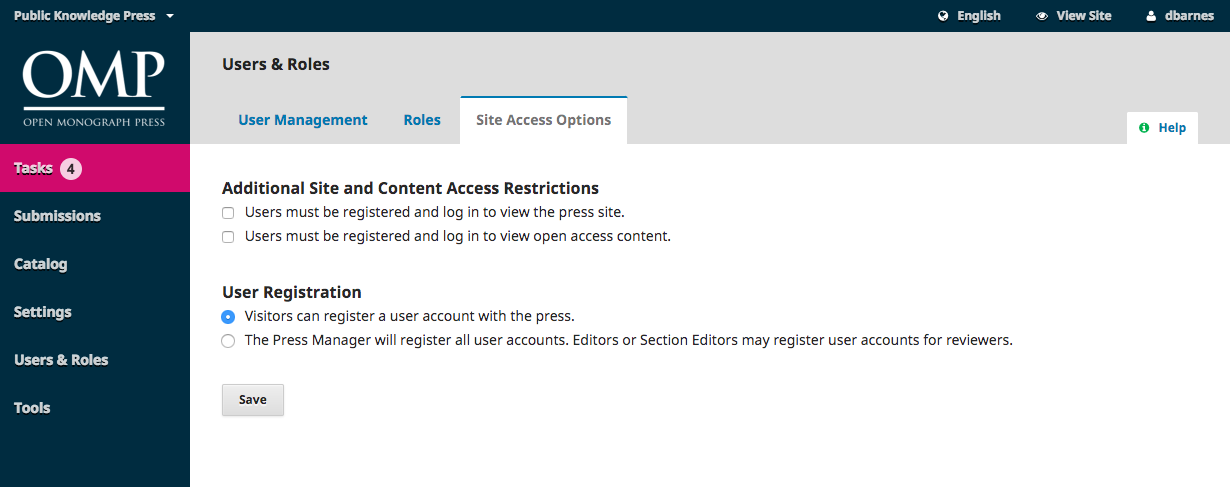 Public Knowledge Press
English
View Site
dbarnes
OMP
OPEN MONOGRAPH PRESS
Tasks 4
Submissions
Catalog
Settings
Users & Roles
Tools
Users & Roles
User Management
Roles
Site Access Options
Help
Additional Site and Content Access Restrictions
Users must be registered and log in to view the press site.
Users must be registered and log in to view open access content.
User Registration
Visitors can register a user account with the press.
The Press Manager will register all user accounts. Editors or Section Editors may register user accounts for reviewers.
Save